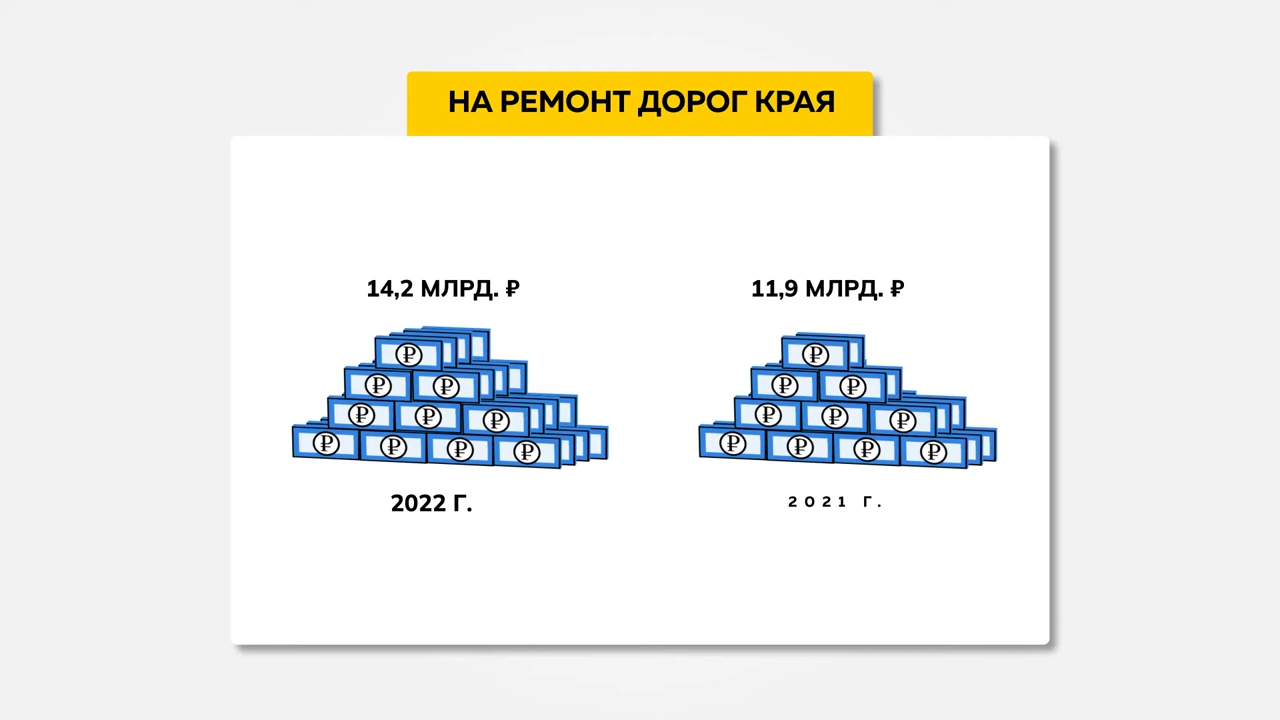 НА РЕМОНТ ДОРОГ КРАЯ
14,2 МЛРД. ₽
11,9 МЛРД. ₽
₽
₽
₽ ₽
₽ ₽
₽ ₽ ₽
₽ ₽ ₽
₽ ₽ ₽ ₽
₽ ₽ ₽ ₽
2022 Г.
2021 Г.